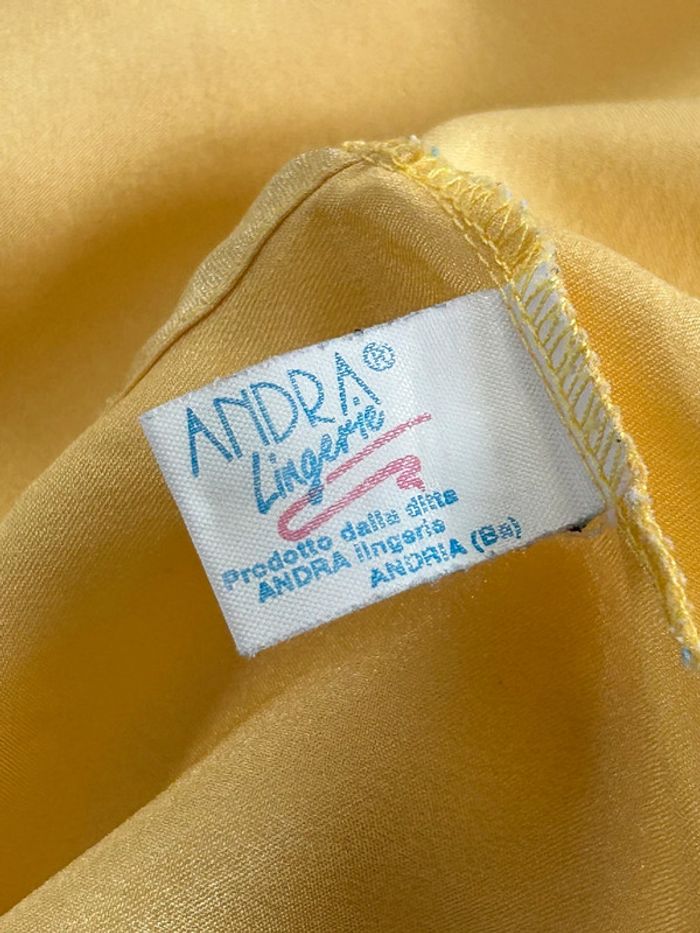 ANDRA®
Lingerie
Prodotto dalla ditta
ANDRA lingerie
ANDRIA (Ba)